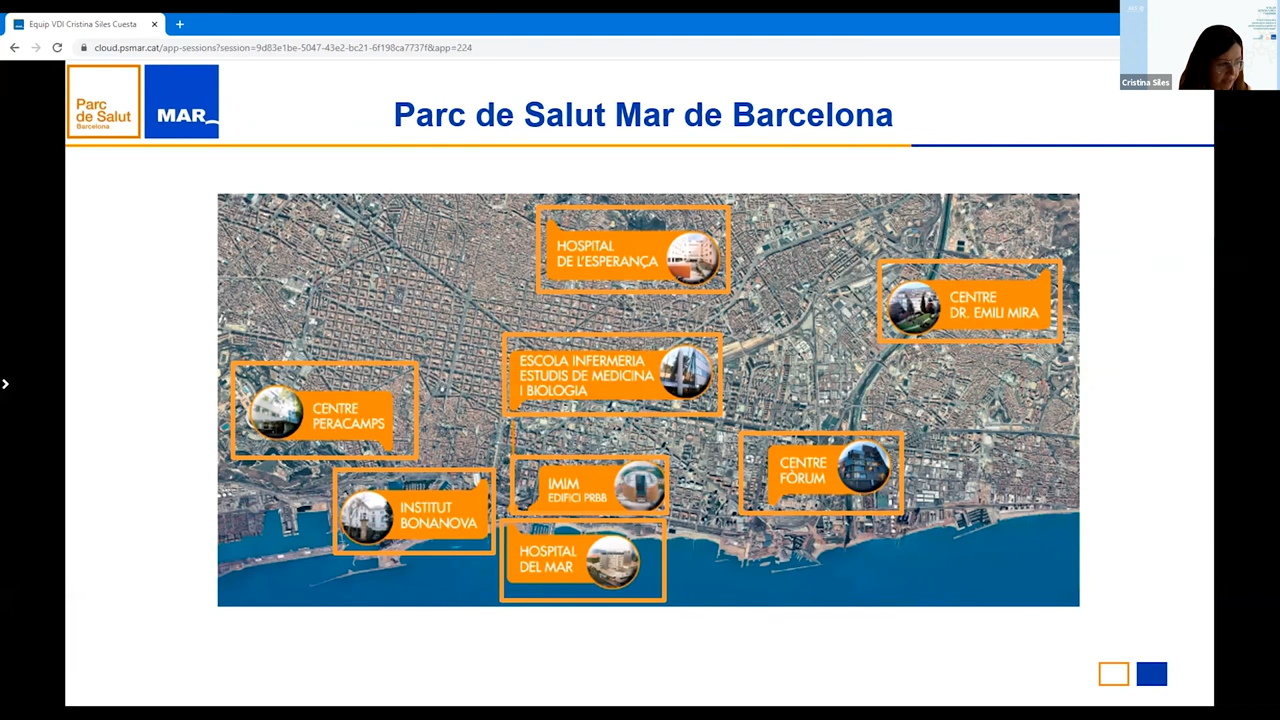 Equip VDI Cristina Siles Cuesta
cloud.psmar.cat/app-sessions?session=9d83e1be-5047-43e2-bc21-6f198ca7737f&app=224
Cristina Siles
Parc
de Salut
Barcelona
MAR
Parc de Salut Mar de Barcelona
HOSPITAL
DE L'ESPERANÇA
CENTRE
DR. EMILI MIRA
ESCOLA INFERMERIA
ESTUDIS DE MEDICINA
I BIOLOGIA
CENTRE
PERACAMPS
CENTRE
FÒRUM
IMIM
EDIFICI PRBB
INSTITUT
BONANOVA
HOSPITAL
DEL MAR